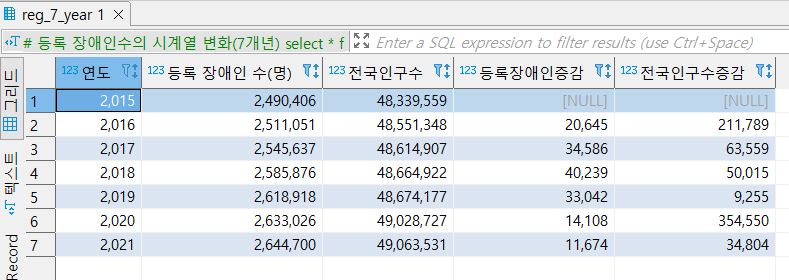 reg_7_year 1
# 등록 장애인수의 시계열 변화(7개년) select * f
Enter a SQL expression to filter results (use Ctrl+Space)
그리드
텍스트
Record
123 연도 123 등록 장애인 수(명) 123 전국인구수 123 등록장애인증감 123 전국인구수증감
1 2,015 2,490,406 48,339,559 [NULL] [NULL]
2 2,016 2,511,051 48,551,348 20,645 211,789
3 2,017 2,545,637 48,614,907 34,586 63,559
4 2,018 2,585,876 48,664,922 40,239 50,015
5 2,019 2,618,918 48,674,177 33,042 9,255
6 2,020 2,633,026 49,028,727 14,108 354,550
7 2,021 2,644,700 49,063,531 11,674 34,804